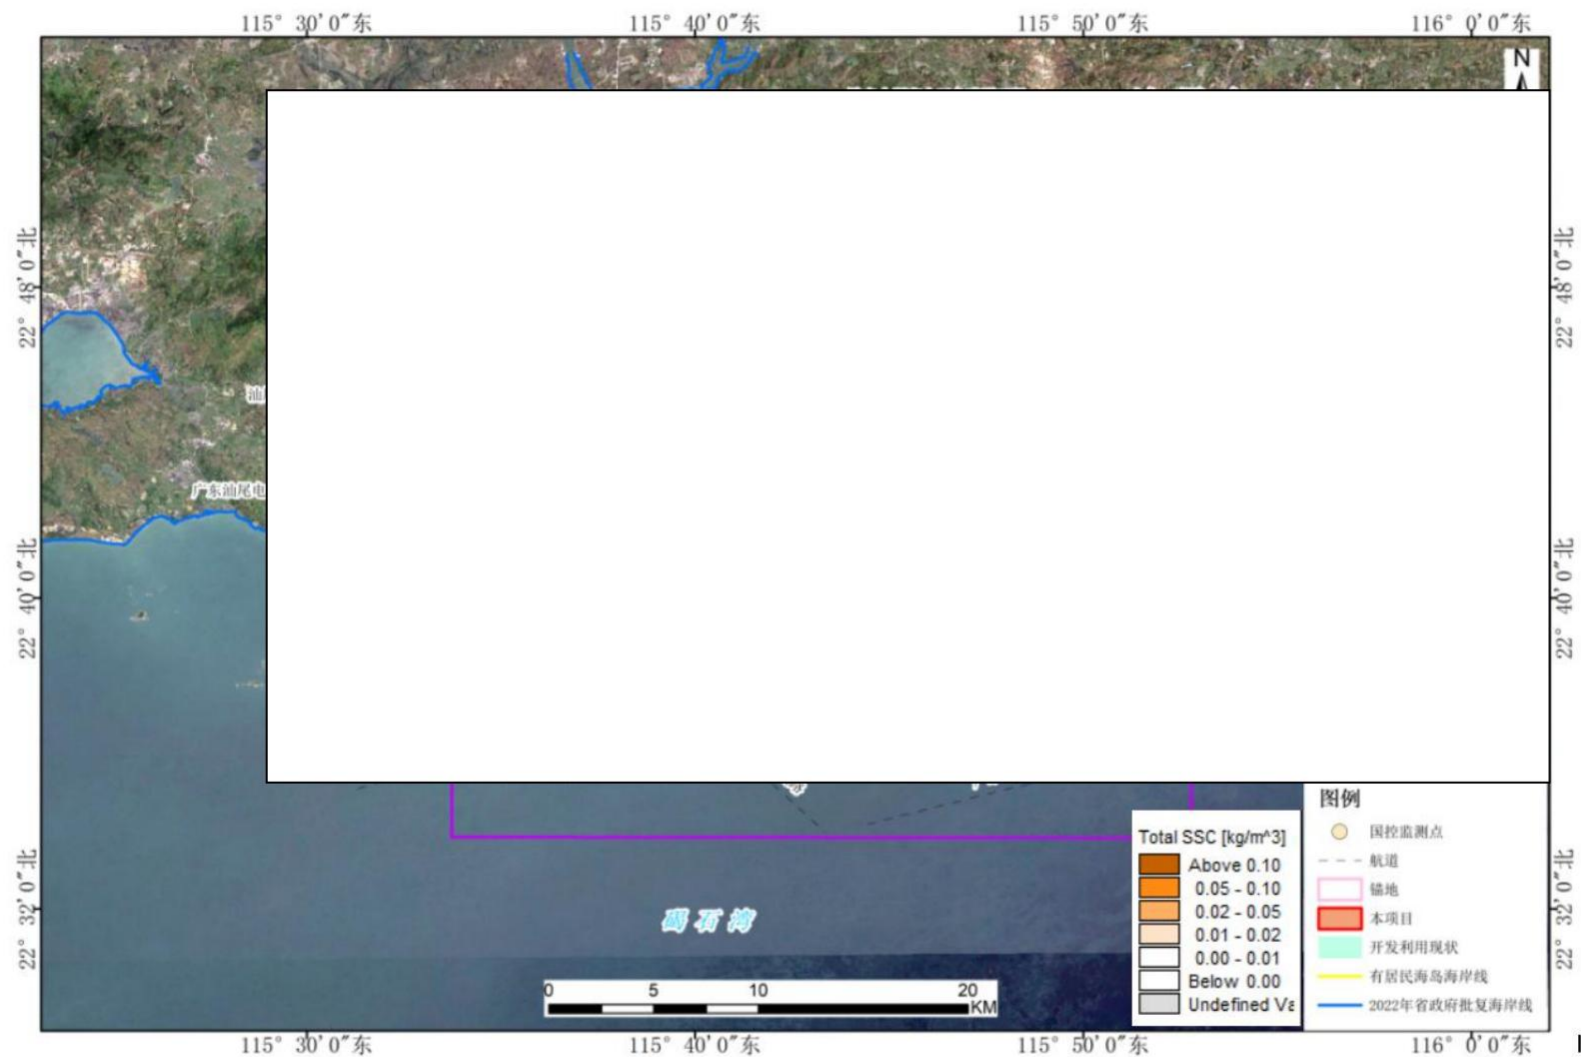 115° 30′0″东
115° 40′0″东
115° 50′0″东
116° 0′0″东
N
22° 48′0″北
22° 48′0″北
汕
广东汕尾电
22° 40′0″北
22° 40′0″北
图例
Total SSC [kg/m^3]
Above 0.10
0.05 - 0.10
0.02 - 0.05
0.01 - 0.02
0.00 - 0.01
Below 0.00
Undefined Va
国控监测点
航道
锚地
本项目
开发利用现状
有居民海岛海岸线
2022年省政府批复海岸线
22° 32′0″北
22° 32′0″北
碣石湾
0 5 10 20
KM
115° 30′0″东
115° 40′0″东
115° 50′0″东
116° 0′0″东